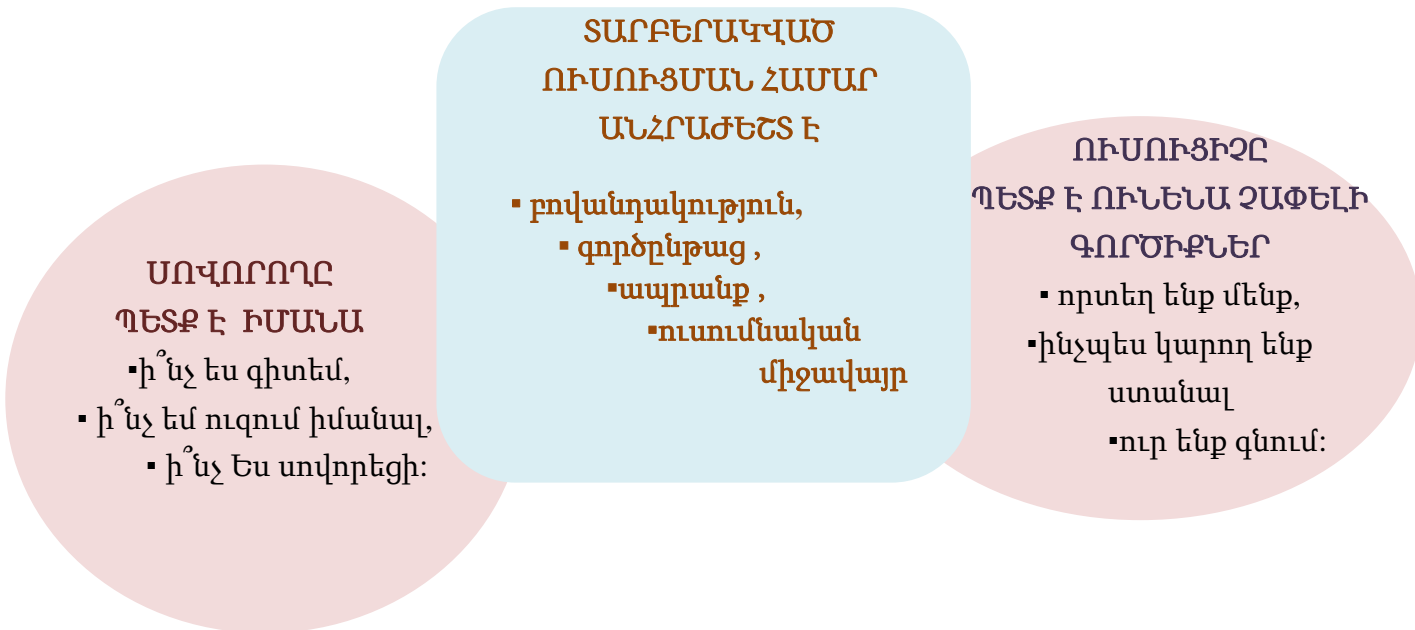 ՍՈՎՈՐՈՂԸ
ՊԵՏՔ Է ԻՄԱՆԱ
▪ի՞նչ ես գիտեմ,
▪ ի՞նչ եմ ուզում իմանալ,
▪ ի՞նչ Ես սովորեցի:
ՏԱՐԲԵՐԱԿՎԱԾ
ՈՒՍՈՒՑՄԱՆ ՀԱՄԱՐ
ԱՆՀՐԱԺԵՇՏ Է
▪ բովանդակություն,
▪ գործընթաց ,
▪ապրանք ,
▪ուսումնական
միջավայր
ՈՒՍՈՒՑԻՉԸ
ՊԵՏՔ Է ՈՒՆԵՆԱ ՉԱՓԵԼԻ
ԳՈՐԾԻՔՆԵՐ
▪ որտեղ ենք մենք,
▪ինչպես կարող ենք
ստանալ
▪ուր ենք գնում: